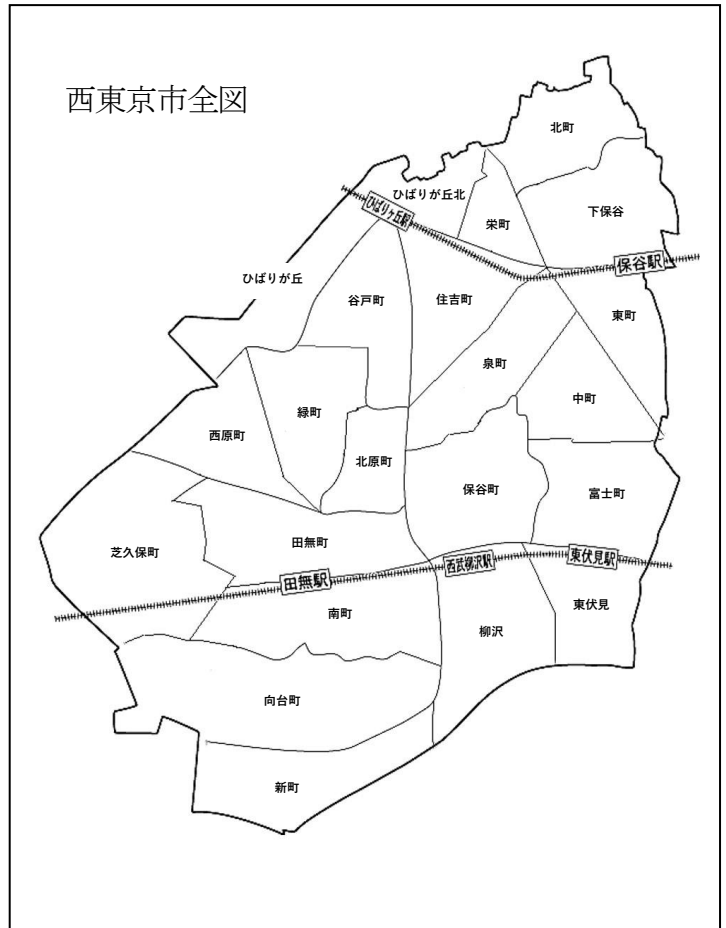 西東京市全図
北町
ひばりが丘北
下保谷
ひばりヶ丘駅
栄町
保谷駅
ひばりが丘
谷戸町
住吉町
東町
泉町
中町
緑町
西原町
北原町
保谷町
富士町
田無町
芝久保町
東伏見駅
西武柳沢駅
田無駅
東伏見
南町
柳沢
向台町
新町